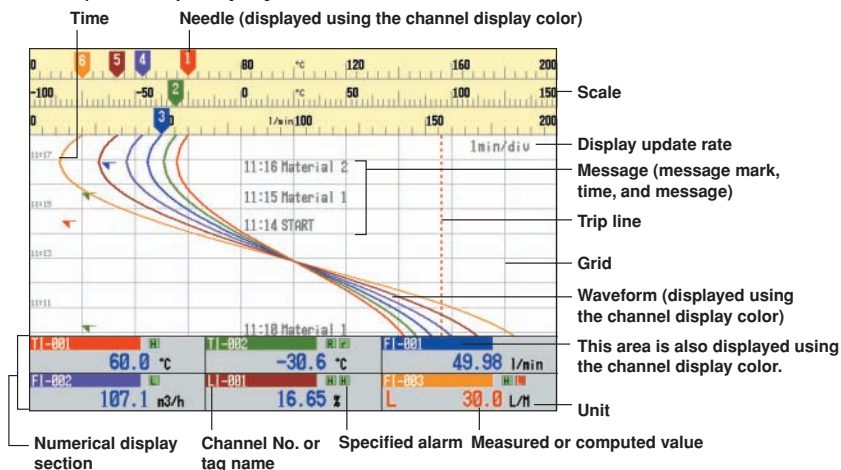 Time
Needle (displayed using the channel display color)
6 5 4 1
0 80 °C 120 160 200
2
-100 -50 0 °C 50 100 150
3
0 1/min 100 150 200
1min/div
11:17
11:16 Material 2
11:15 Material 1
11:15
11:14 START
11:13
11:11
11:10 Material 1
Scale
Display update rate
Message (message mark,
time, and message)
Trip line
Grid
Waveform (displayed using
the channel display color)
This area is also displayed using
the channel display color.
TI-001 H
60.0 °C
TI-002 R r
-30.6 °C
FI-001
49.98 l/min
FI-002 L
107.1 m3/h
LI-001 H H
16.65 %
FI-003 H L
L 30.0 L/M
Unit
Numerical display
section
Channel No. or
tag name
Specified alarm
Measured or computed value